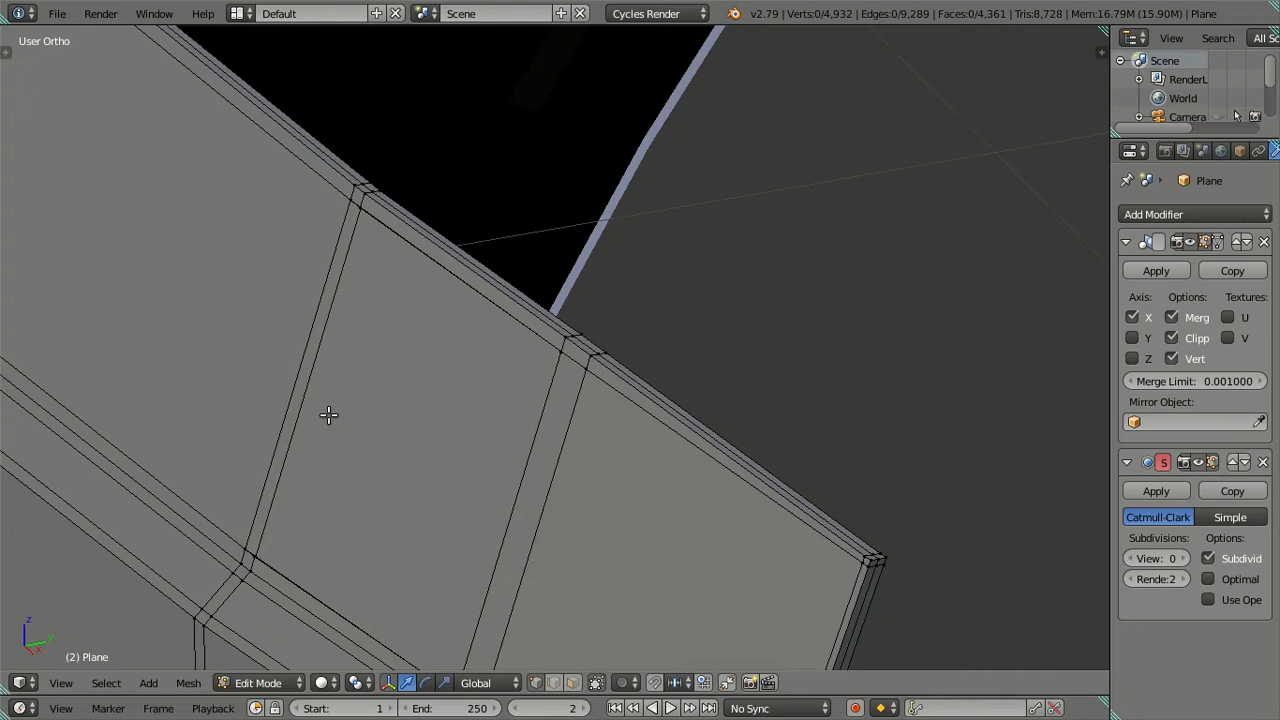 File Render Window Help Default Scene Cycles Render v2.79 | Verts:0/4,932 | Edges:0/9,289 | Faces:0/4,361 | Tris:8,728 | Mem:16.79M (15.90M) | Plane
User Ortho
View Search All Sc
Scene
RenderL
World
Camera
Plane
Add Modifier
Apply Copy
Axis: Options: Textures:
X Merg U
Y Clipp V
Z Vert
Merge Limit: 0.001000
Mirror Object:
S
Apply Copy
Catmull-Clark Simple
Subdivisions: Options:
View: 0 Subdivid
Rende:2 Optimal
Use Ope
z
y
x
(2) Plane
View Select Add Mesh Edit Mode Global
View Marker Frame Playback Start: 1 End: 250 2 No Sync